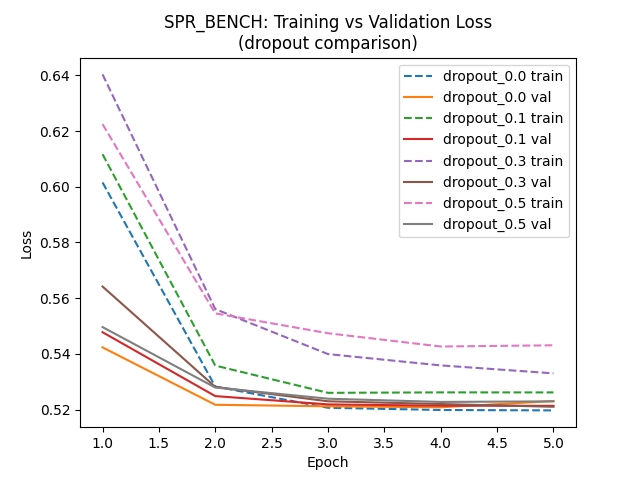 SPR_BENCH: Training vs Validation Loss
(dropout comparison)
Loss
0.64
0.62
0.60
0.58
0.56
0.54
0.52
dropout_0.0 train
dropout_0.0 val
dropout_0.1 train
dropout_0.1 val
dropout_0.3 train
dropout_0.3 val
dropout_0.5 train
dropout_0.5 val
1.0 1.5 2.0 2.5 3.0 3.5 4.0 4.5 5.0
Epoch